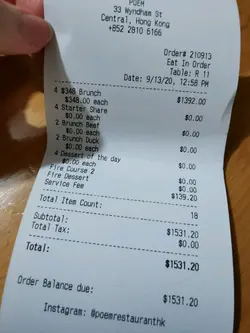 POEM
33 Wyndham St
Central, Hong Kong
+852 2810 6166
Order# 210913
Eat In Order
Table: R 11
Date: 9/13/20, 12:58 PM
4 $348 Brunch $1392.00
$348.00 each
4 Starter Share $0.00
$0.00 each
2 Brunch Beef $0.00
$0.00 each
2 Brunch Duck $0.00
$0.00 each
4 Dessert of the day $0.00
$0.00 each
Fire Course 2 $0.00
Fire Dessert $0.00
Service Fee $139.20
Total Item Count: 18
Subtotal: $1531.20
Total Tax: $0.00
Total: $1531.20
Order Balance due: $1531.20
Instagram: @poemrestauranthk